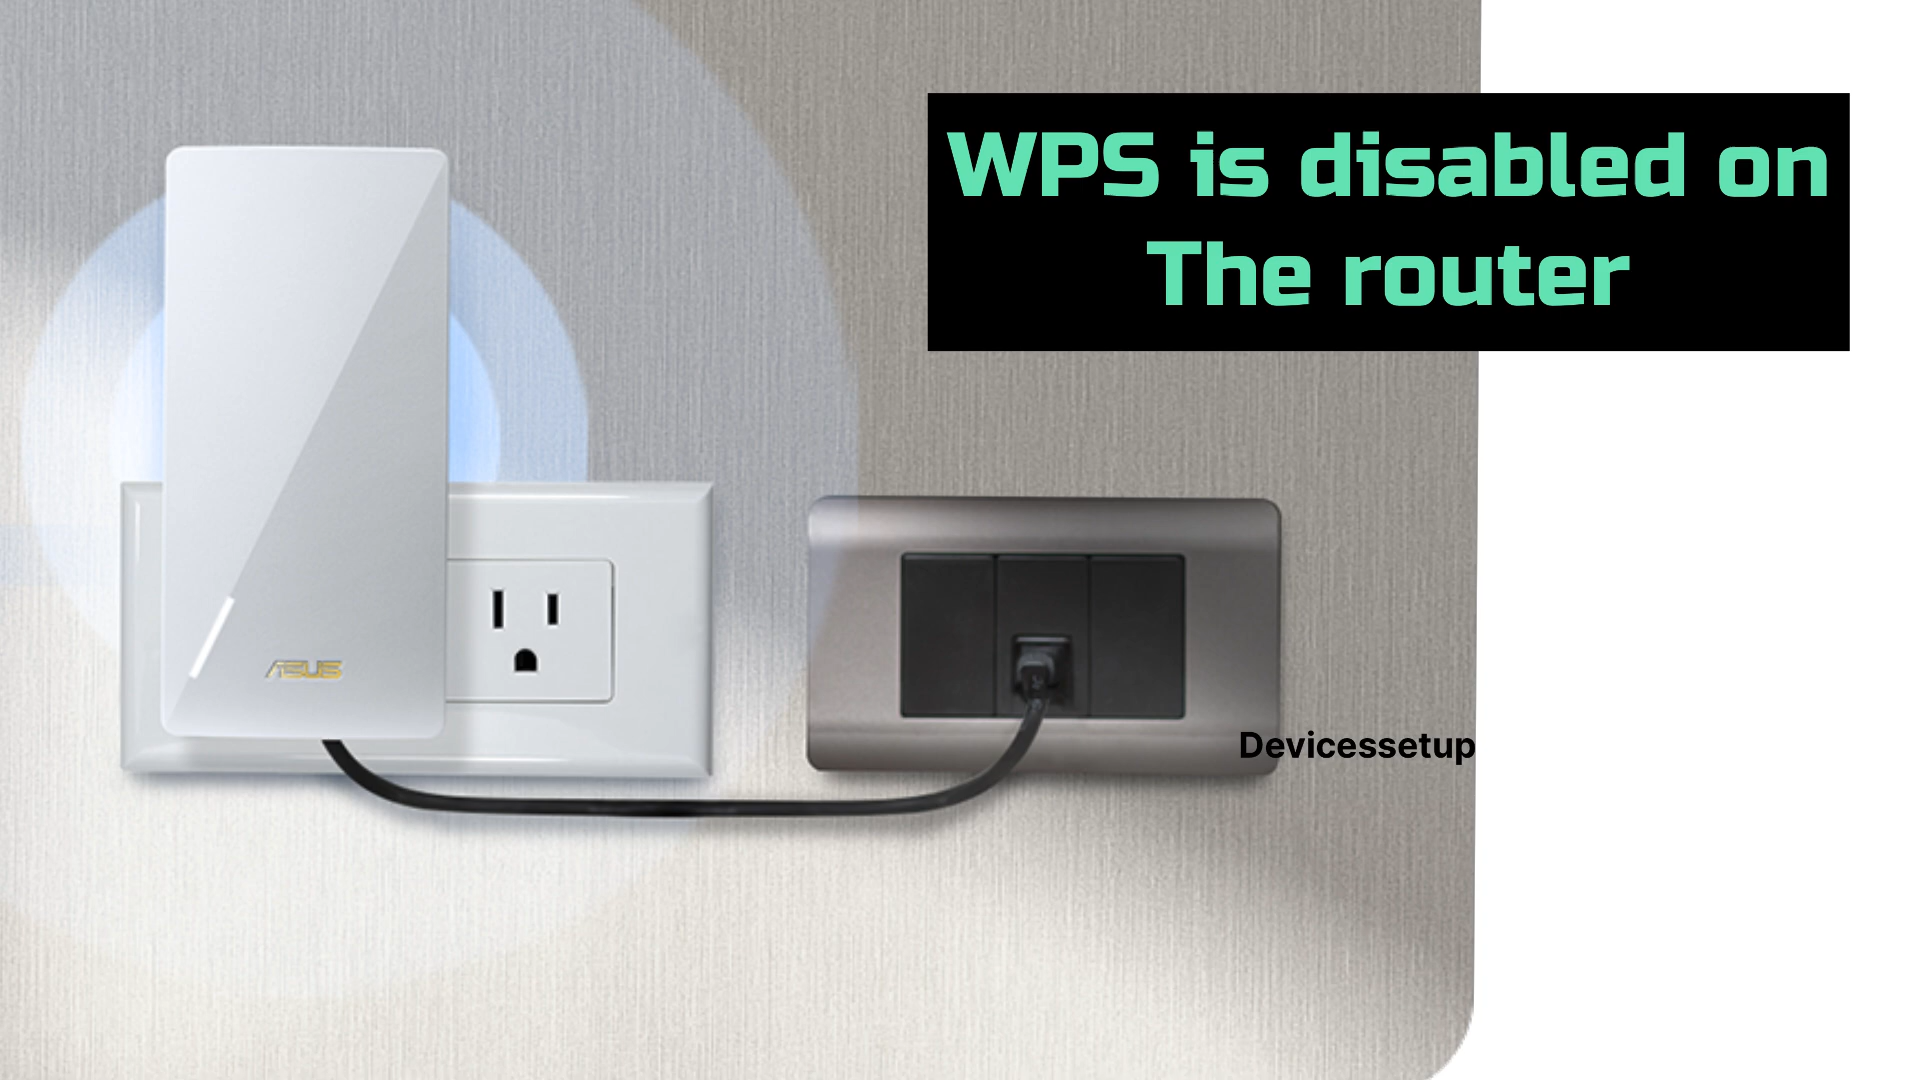 WPS is disabled on
The router
ASUS
Devicessetup